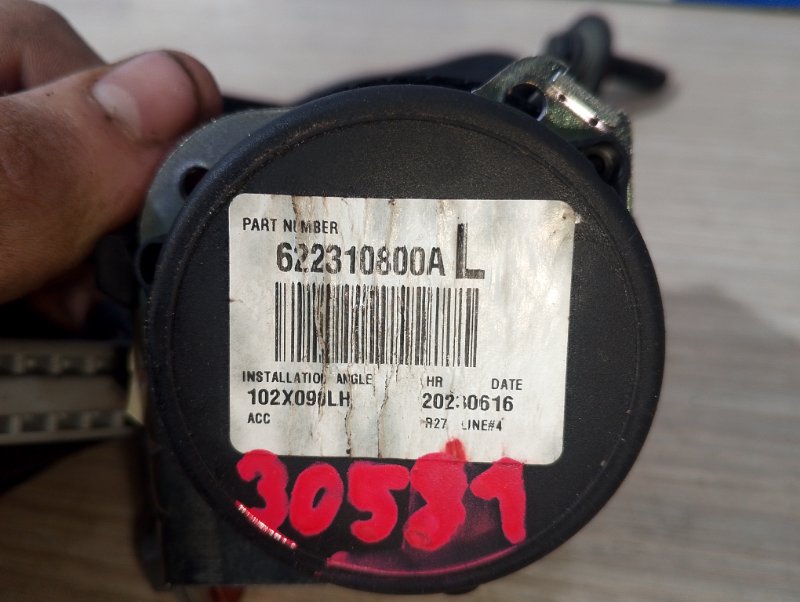 PART NUMBER
622310800A L
INSTALLATION ANGLE HR DATE
102X090LH 20230616
ACC R27 LINE#4
30531